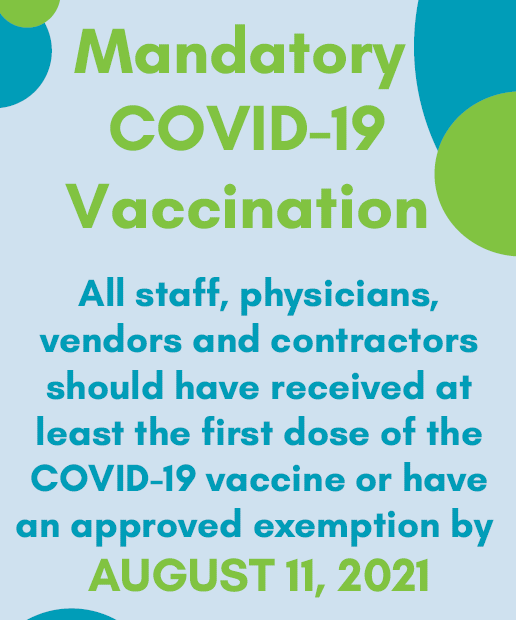 Mandatory
COVID-19
Vaccination
All staff, physicians,
vendors and contractors
should have received at
least the first dose of the
COVID-19 vaccine or have
an approved exemption by
AUGUST 11, 2021